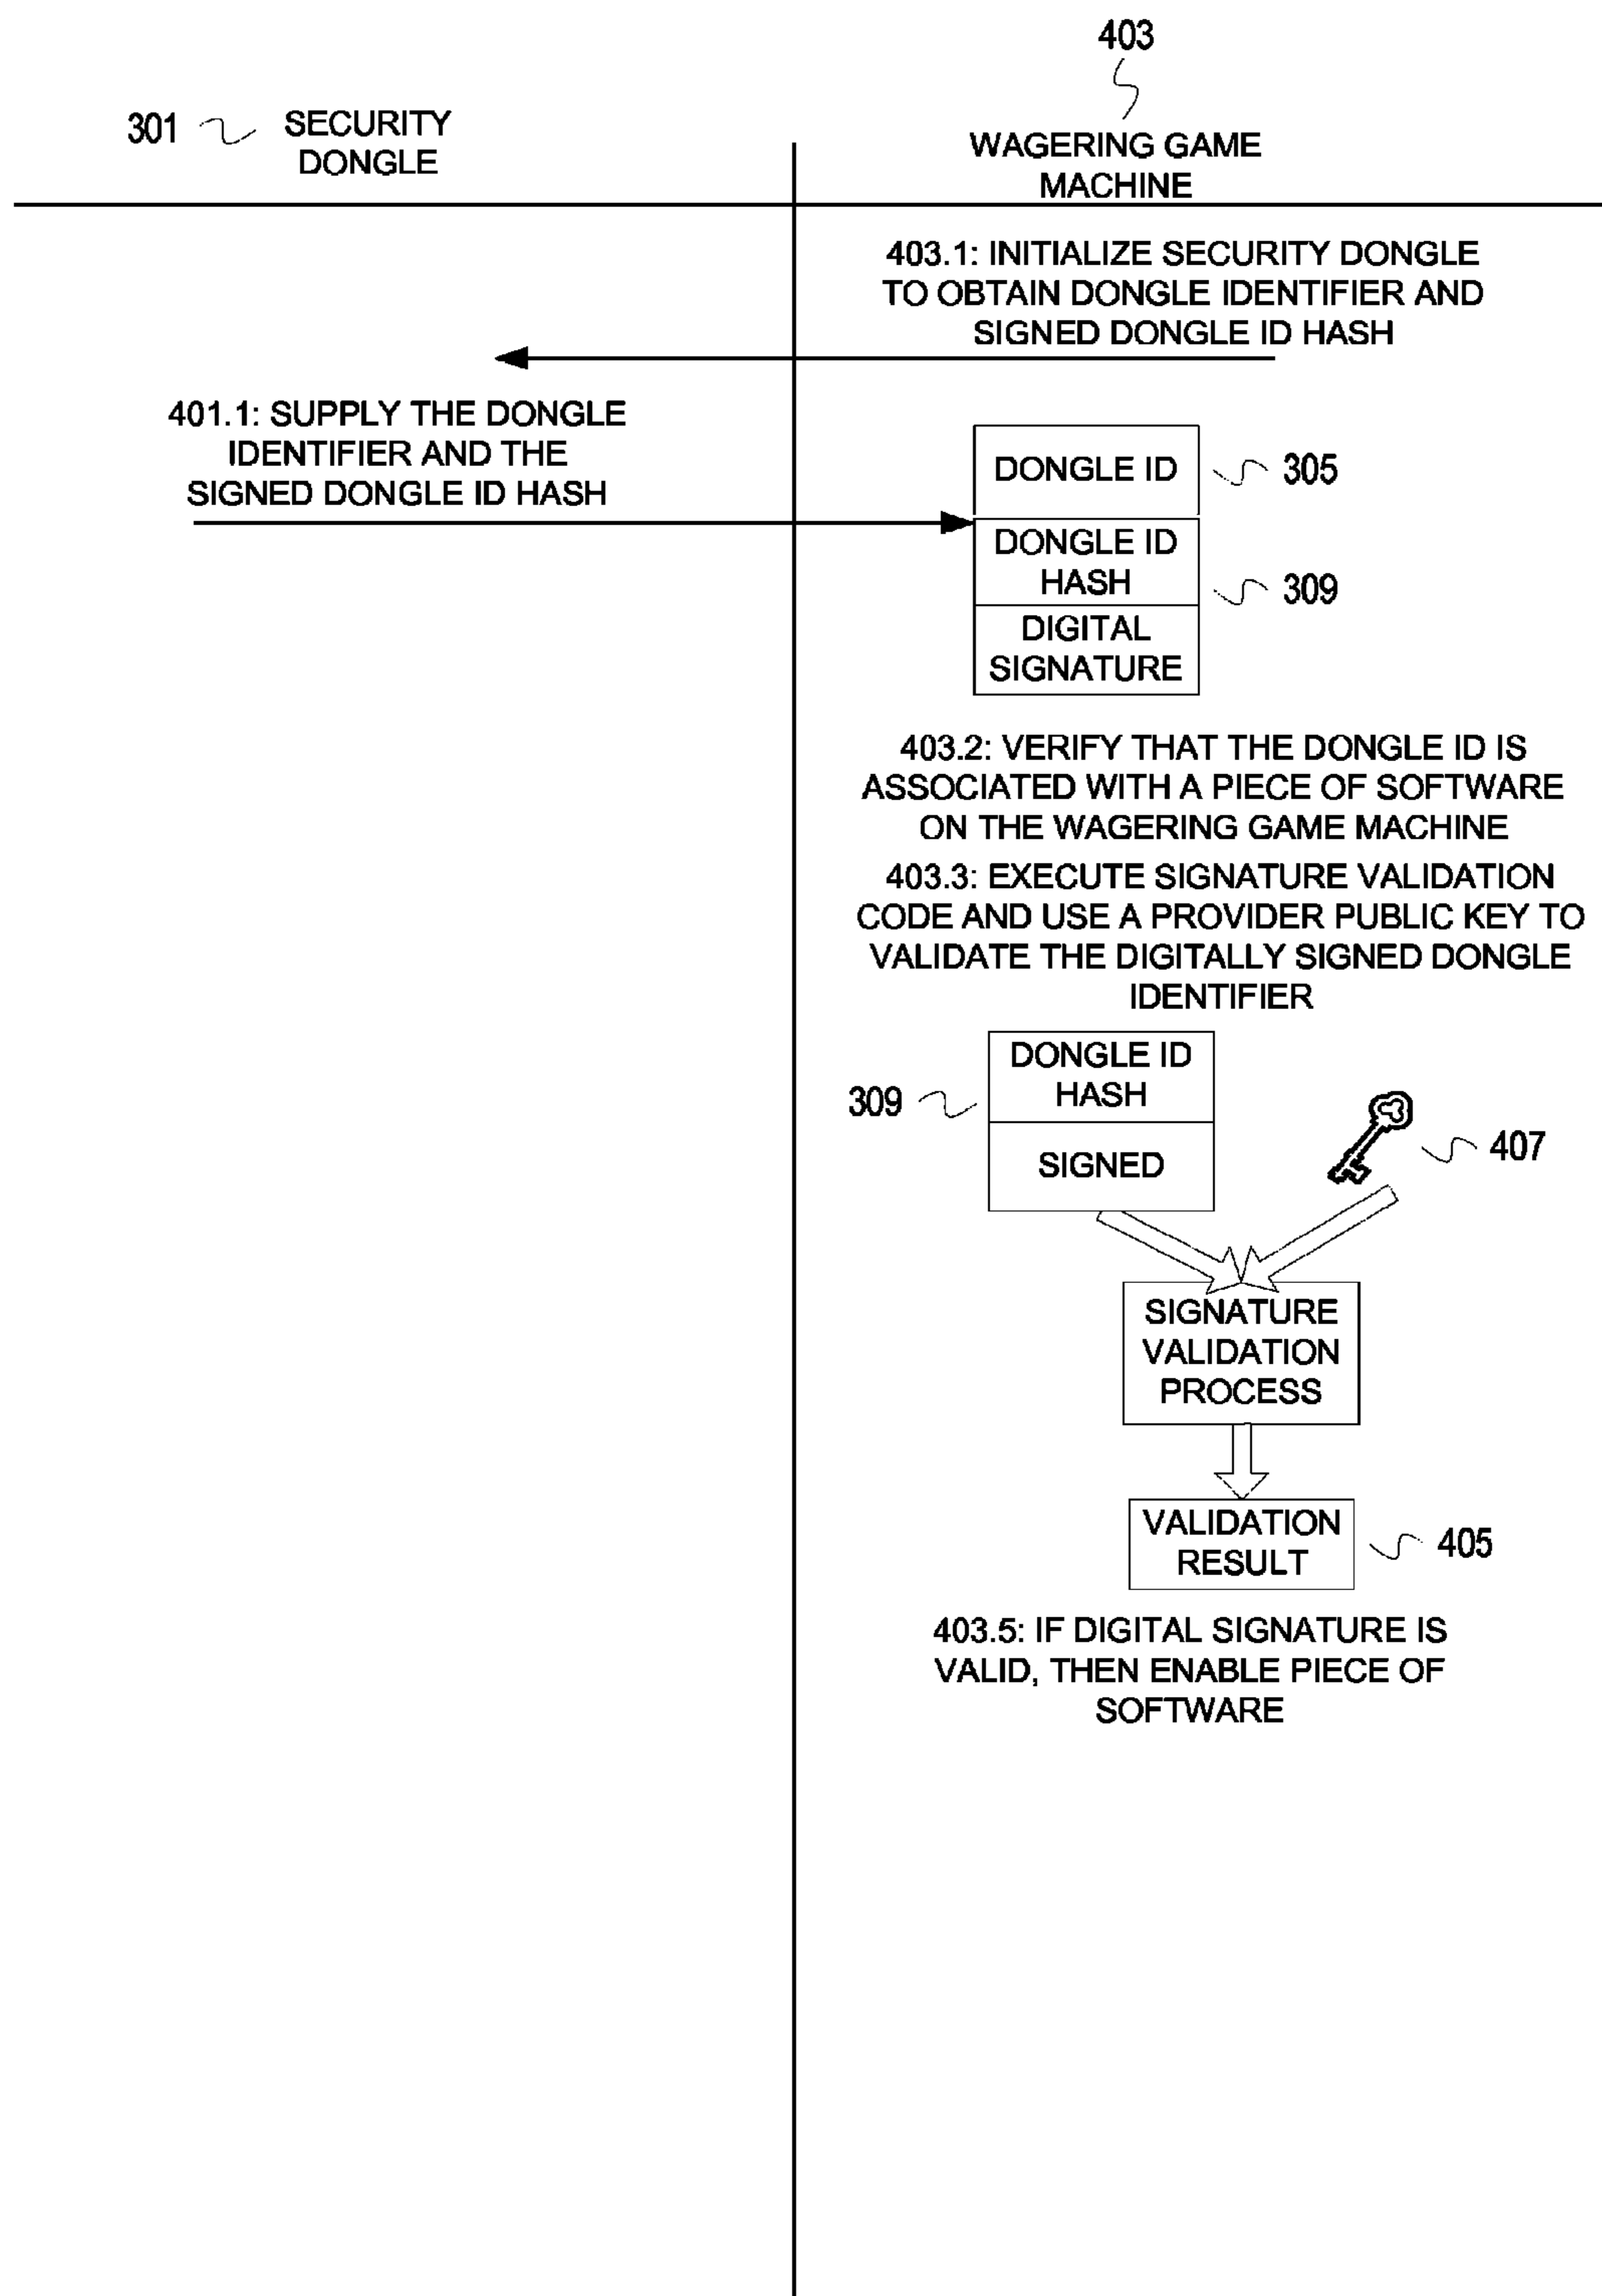 403
301
SECURITY
DONGLE
WAGERING GAME
MACHINE
403.1: INITIALIZE SECURITY DONGLE
TO OBTAIN DONGLE IDENTIFIER AND
SIGNED DONGLE ID HASH
401.1: SUPPLY THE DONGLE
IDENTIFIER AND THE
SIGNED DONGLE ID HASH
DONGLE ID
305
DONGLE ID
HASH
309
DIGITAL
SIGNATURE
403.2: VERIFY THAT THE DONGLE ID IS
ASSOCIATED WITH A PIECE OF SOFTWARE
ON THE WAGERING GAME MACHINE
403.3: EXECUTE SIGNATURE VALIDATION
CODE AND USE A PROVIDER PUBLIC KEY TO
VALIDATE THE DIGITALLY SIGNED DONGLE
IDENTIFIER
DONGLE ID
HASH
309
SIGNED
407
SIGNATURE
VALIDATION
PROCESS
VALIDATION
RESULT
405
403.5: IF DIGITAL SIGNATURE IS
VALID, THEN ENABLE PIECE OF
SOFTWARE